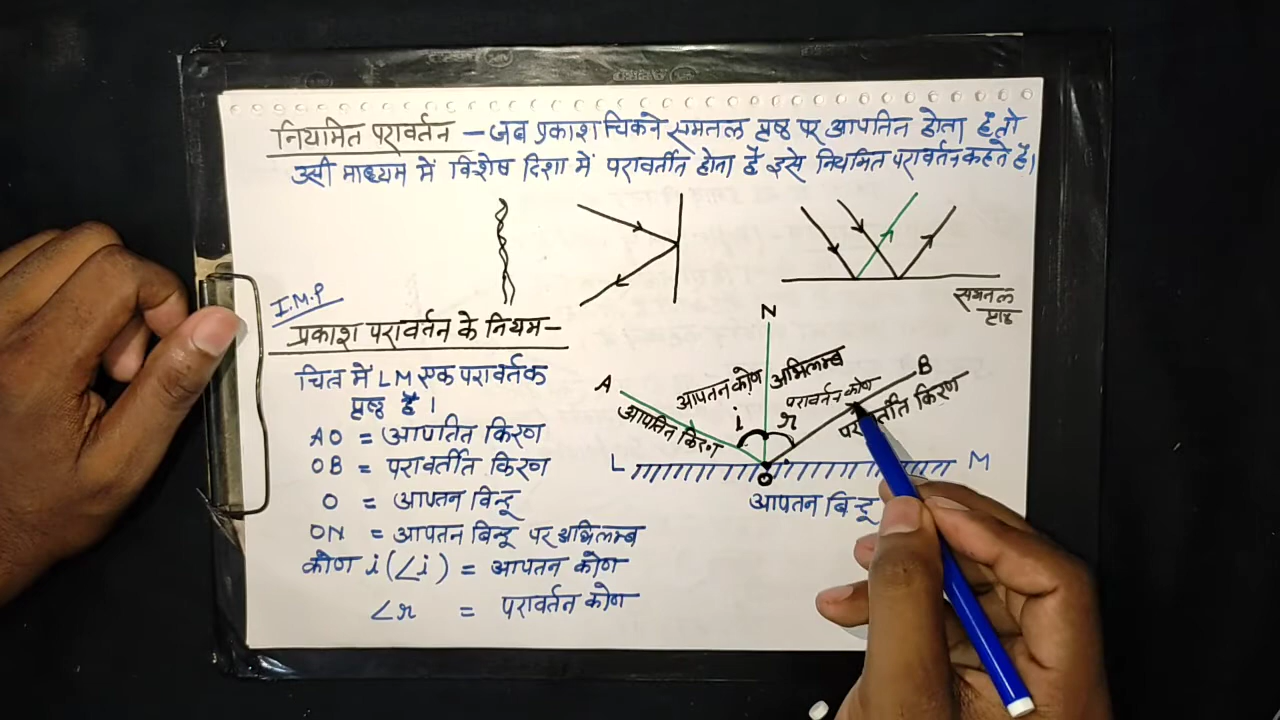 नियामित परावर्तन – जब प्रकाश चिकने समतल पृष्ठ पर आपतित होता है, तो
उसी माध्यम में विशेष दिशा में परावर्तीत होता है इसे नियमित परावर्तन कहते है।
समतल
पृष्ठ
I.M.P
प्रकाश परावर्तन के नियम–
चित्र में LM एक परावर्तक
पृष्ठ है।
AO = आपतित किरण
OB = परावर्तीत किरण
O = आपतन विन्दू
ON = आपतन बिन्दू पर अभिलम्ब
कोण i (∠i) = आपतन कोण
∠r = परावर्तन कोण
N
A
B
आपतन कोण
अभिलम्ब
परावर्तन कोण
आपतित किरण
i
r
परावर्तीत किरण
L
M
O
आपतन बिन्दू